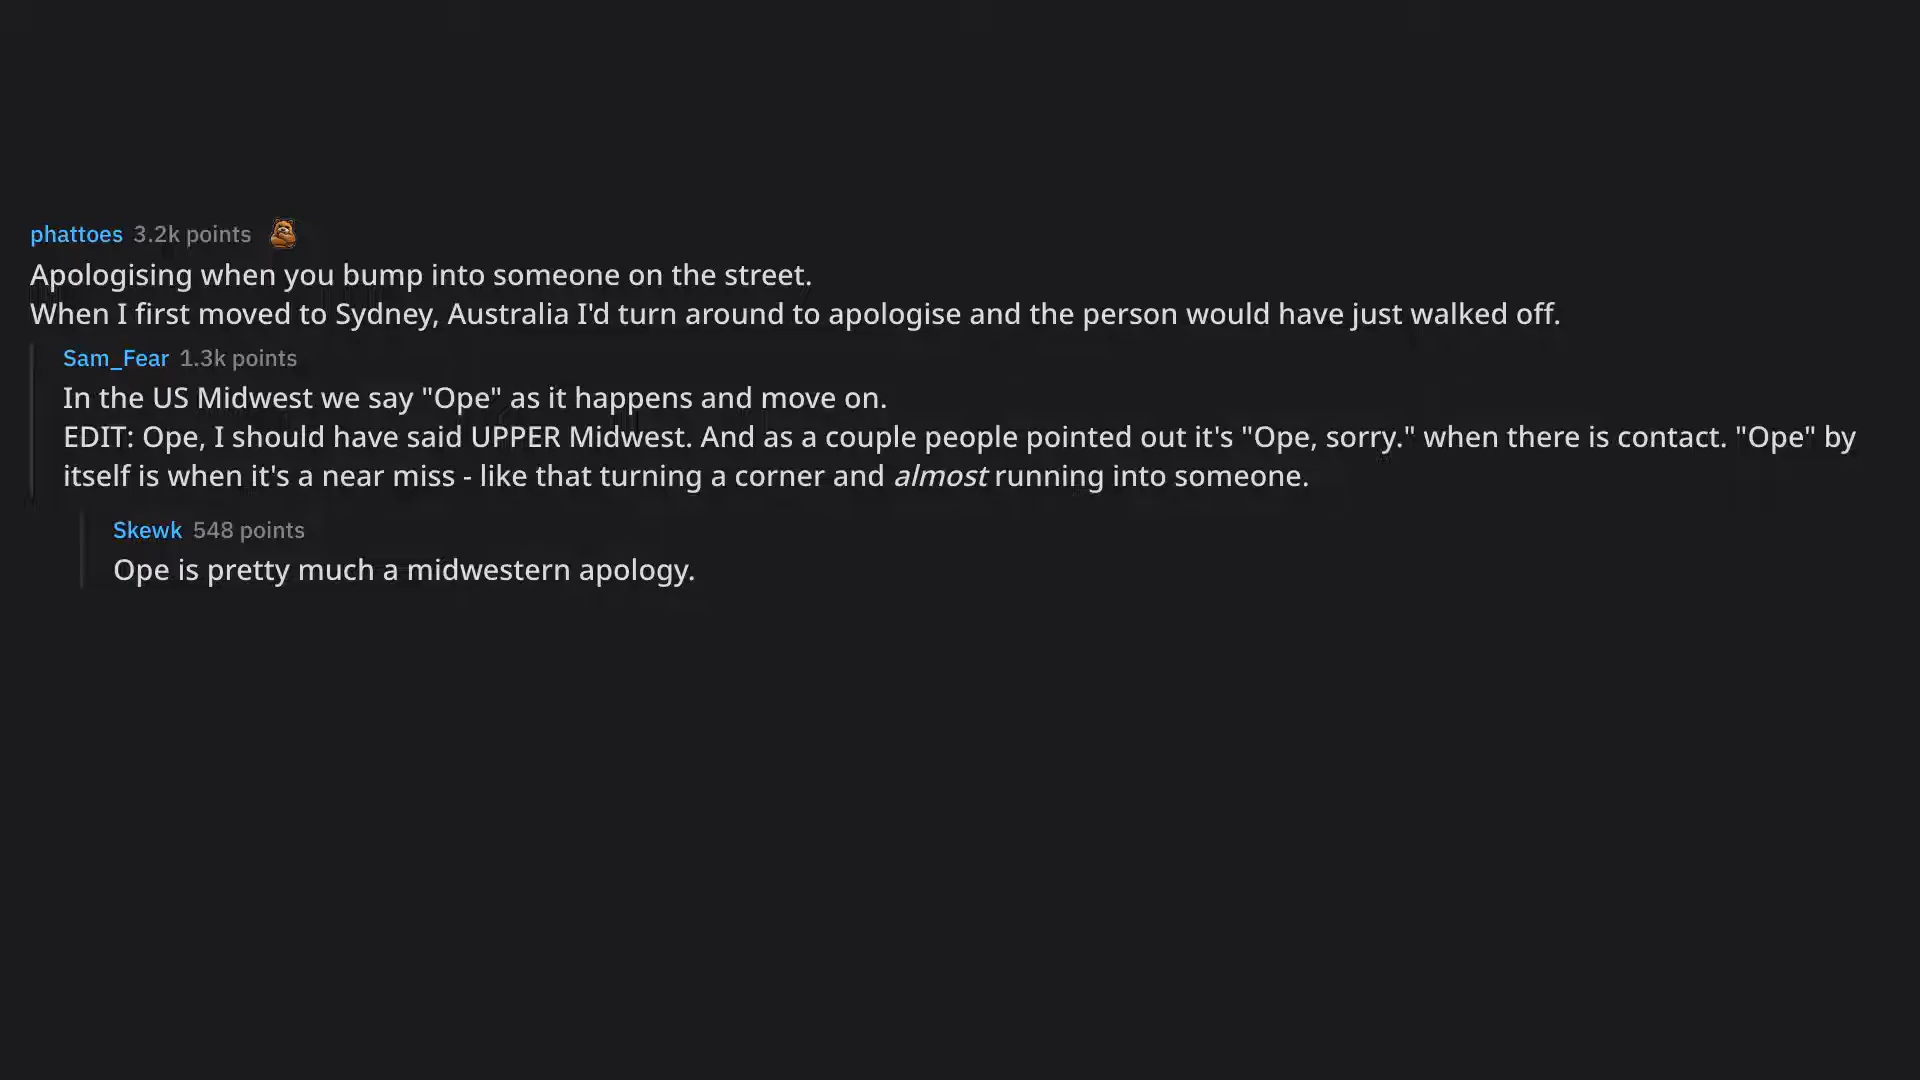 phattoes 3.2k points
Apologising when you bump into someone on the street.
When I first moved to Sydney, Australia I'd turn around to apologise and the person would have just walked off.
Sam_Fear 1.3k points
In the US Midwest we say "Ope" as it happens and move on.
EDIT: Ope, I should have said UPPER Midwest. And as a couple people pointed out it's "Ope, sorry." when there is contact. "Ope" by
itself is when it's a near miss - like that turning a corner and almost running into someone.
Skewk 548 points
Ope is pretty much a midwestern apology.